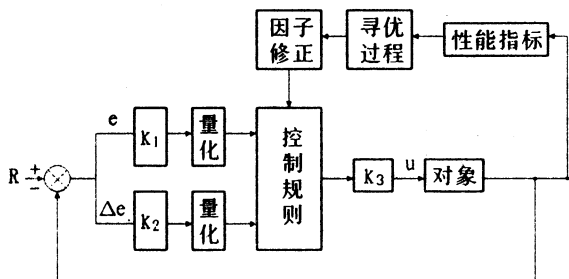 因子
修正
寻优
过程
性能指标
e
K₁
量化
控制规则
R
+
−
K₃
u
对象
Δe
K₂
量化